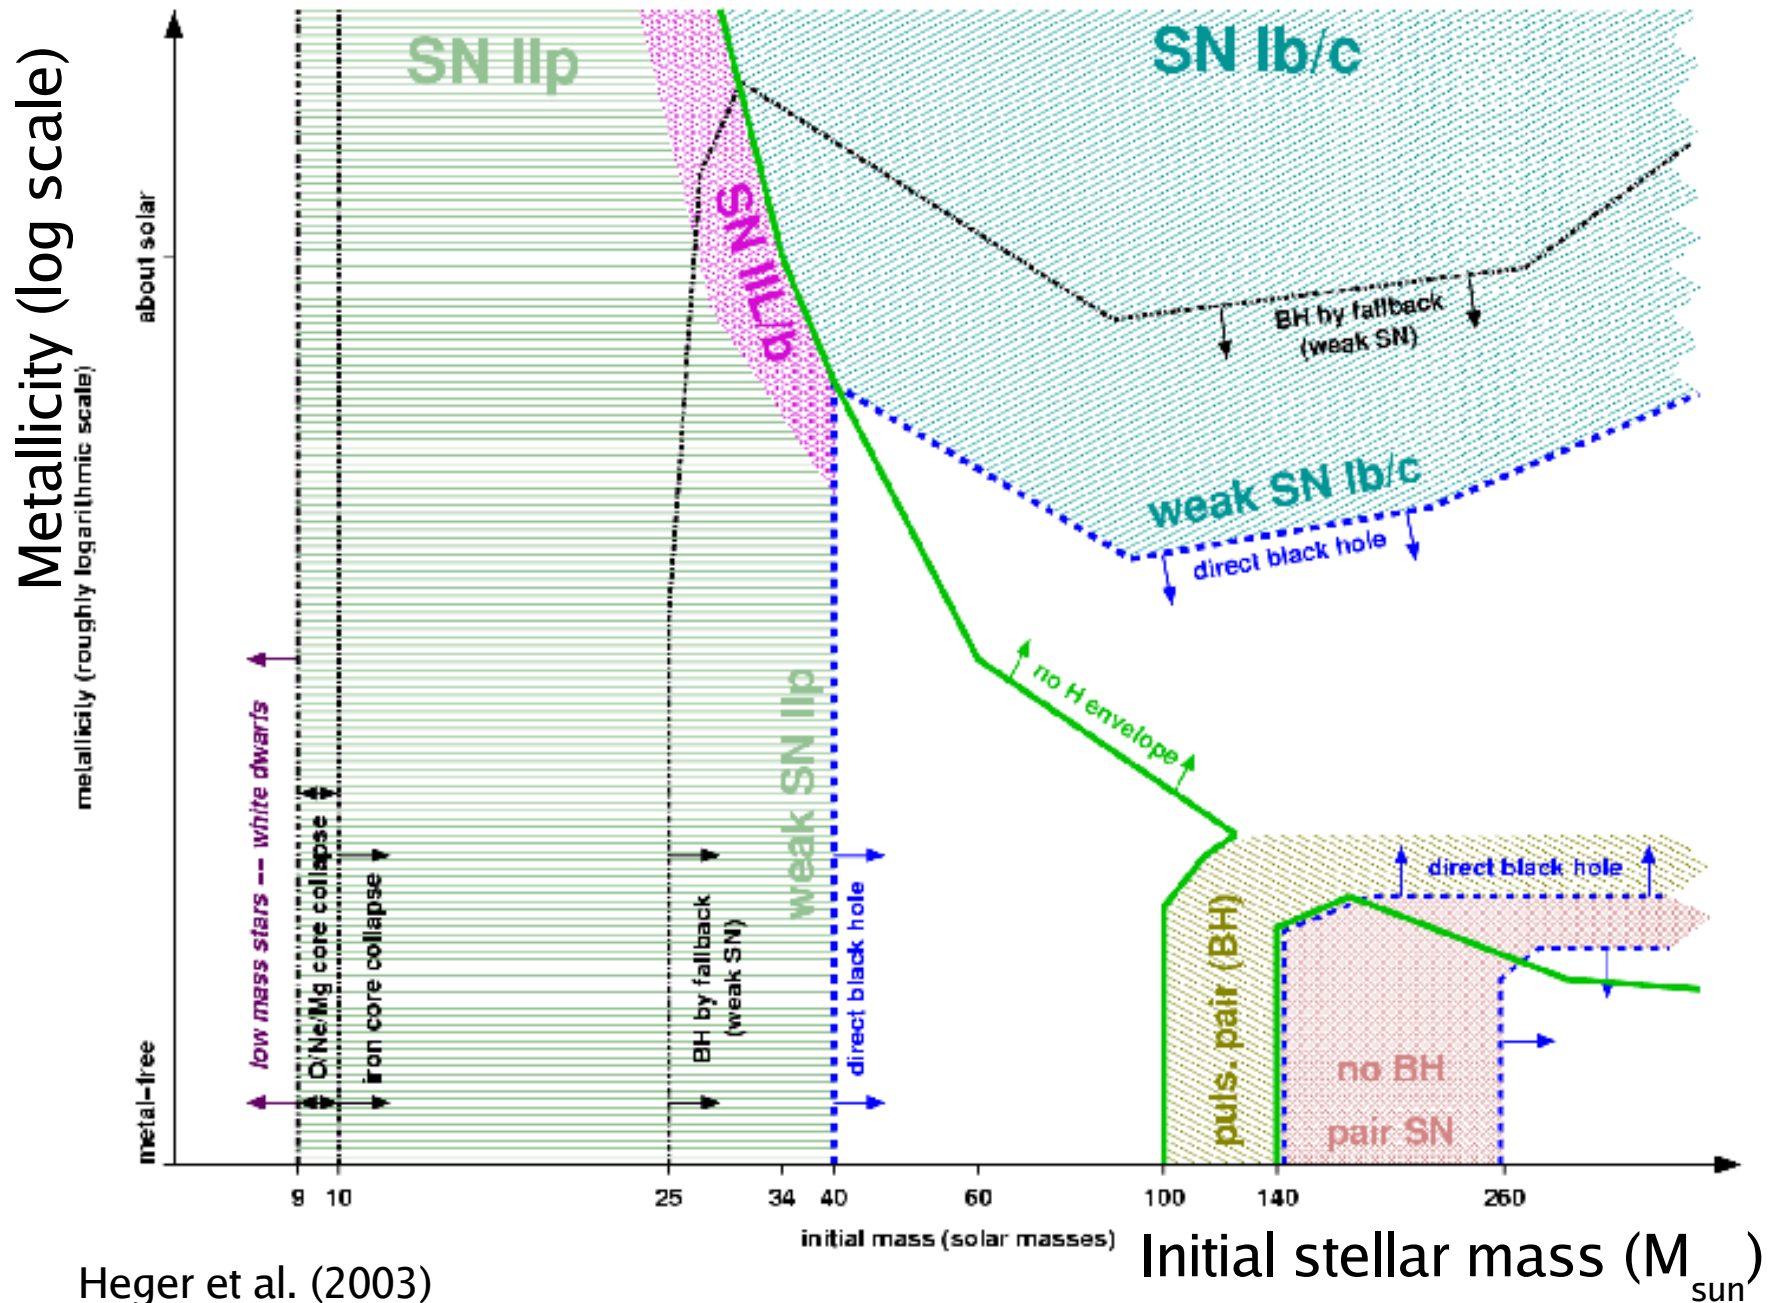 SN IIp
SN Ib/c
Metallicity (log scale)
metallicity (roughly logarithmic scale)
about solar
metal-free
SN IIL/b
BH by fallback
(weak SN)
weak SN Ib/c
direct black hole
no H envelope
weak SN IIp
low mass stars -- white dwarfs
O/Ne/Mg core collapse
iron core collapse
BH by fallback
(weak SN)
direct black hole
puls. pair (BH)
direct black hole
no BH
pair SN
9 10 25 34 40 60 100 140 260
initial mass (solar masses)
Initial stellar mass (Msun)
Heger et al. (2003)